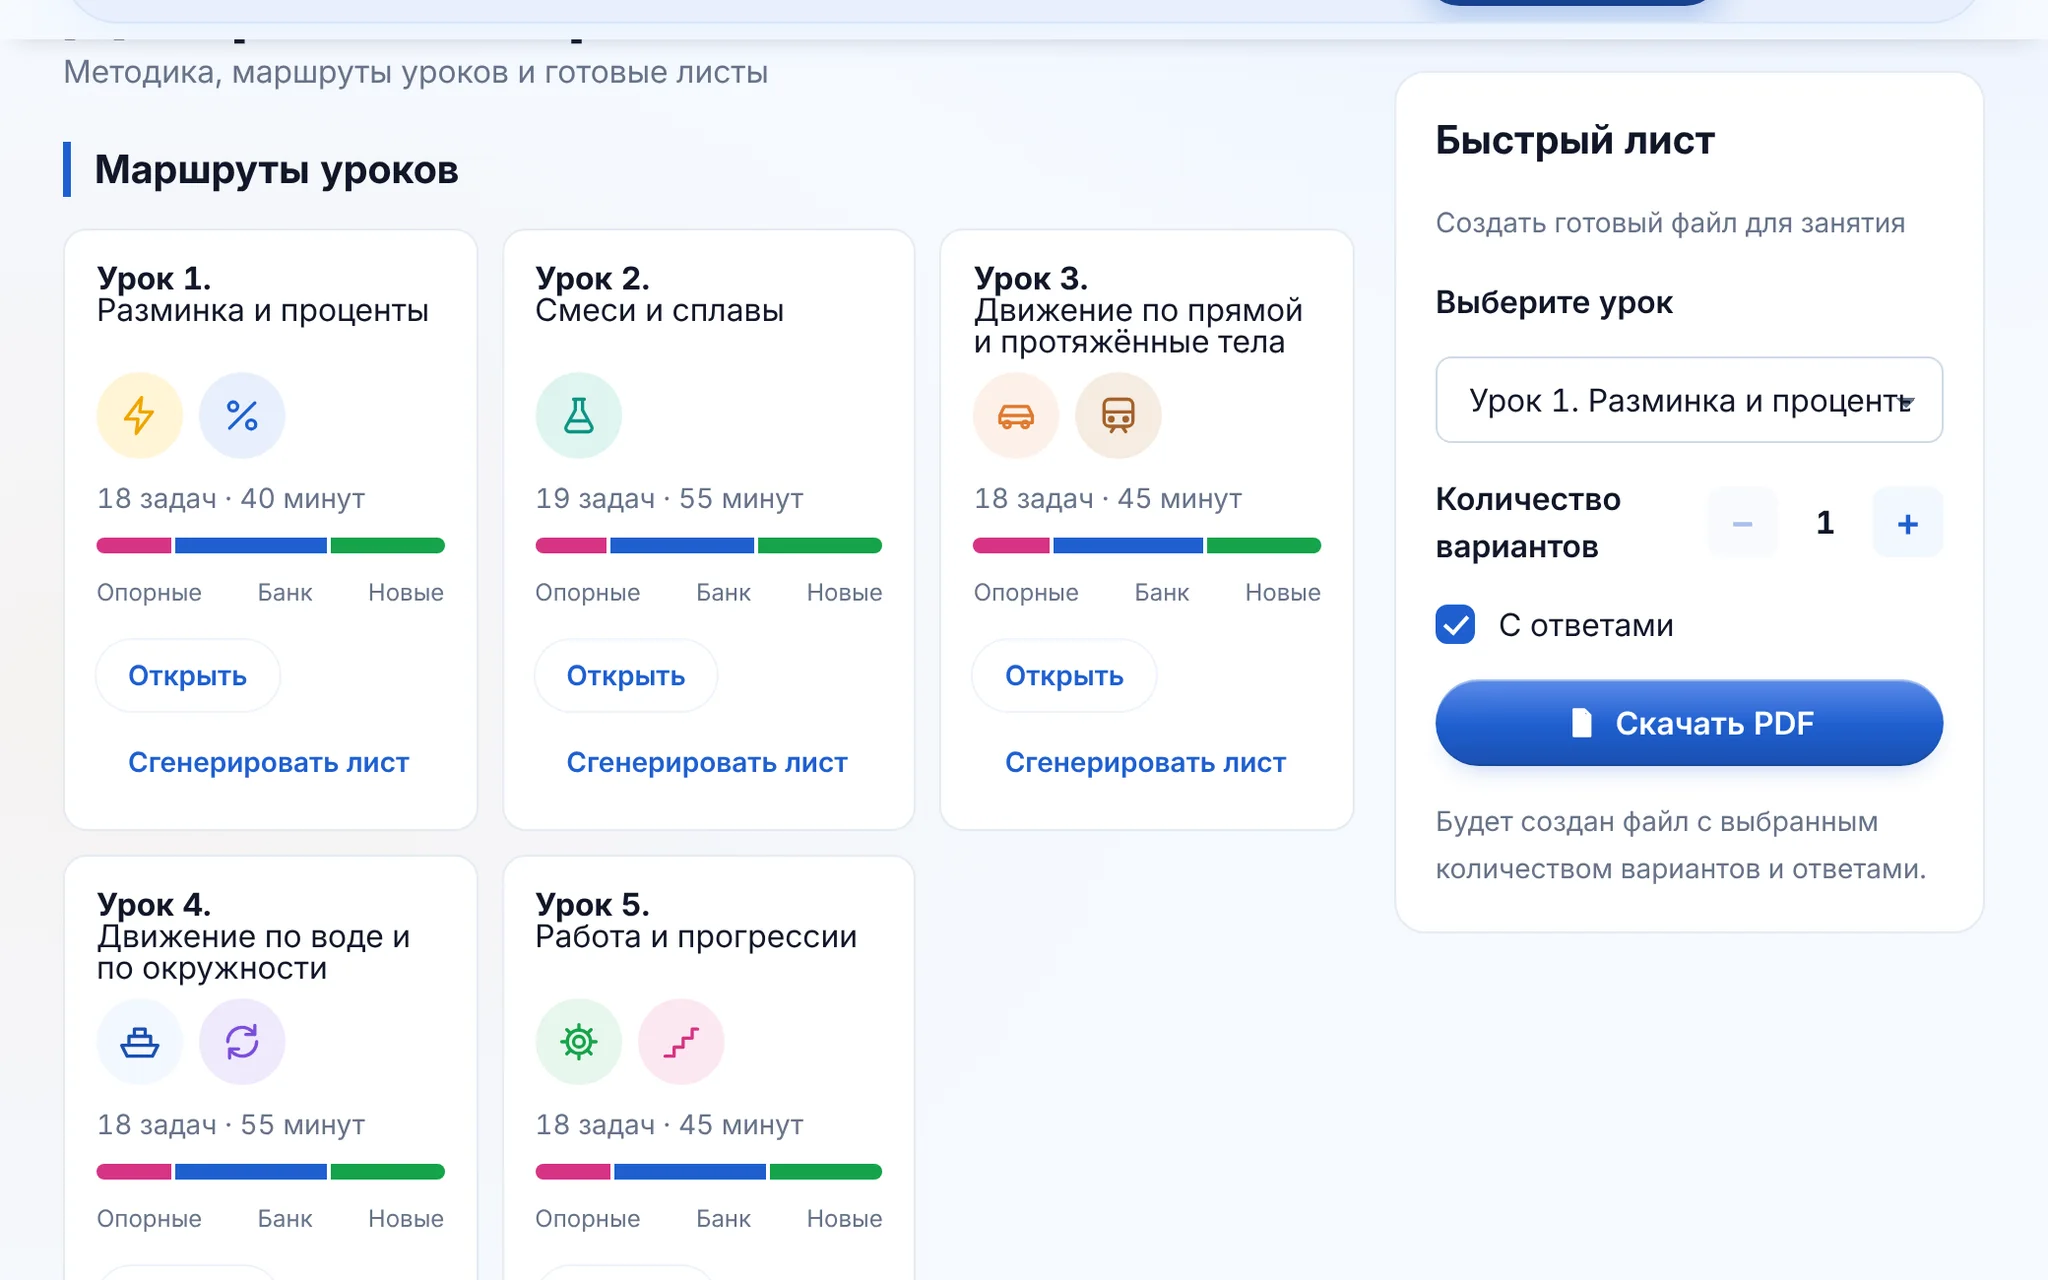 Методика, маршруты уроков и готовые листы
Маршруты уроков
Урок 1.
Разминка и проценты
18 задач · 40 минут
Опорные Банк Новые
Открыть
Сгенерировать лист
Урок 2.
Смеси и сплавы
19 задач · 55 минут
Опорные Банк Новые
Открыть
Сгенерировать лист
Урок 3.
Движение по прямой
и протяжённые тела
18 задач · 45 минут
Опорные Банк Новые
Открыть
Сгенерировать лист
Урок 4.
Движение по воде и
по окружности
18 задач · 55 минут
Опорные Банк Новые
Урок 5.
Работа и прогрессии
18 задач · 45 минут
Опорные Банк Новые
Быстрый лист
Создать готовый файл для занятия
Выберите урок
Урок 1. Разминка и проценты
Количество
вариантов
− 1 +
С ответами
Скачать PDF
Будет создан файл с выбранным
количеством вариантов и ответами.